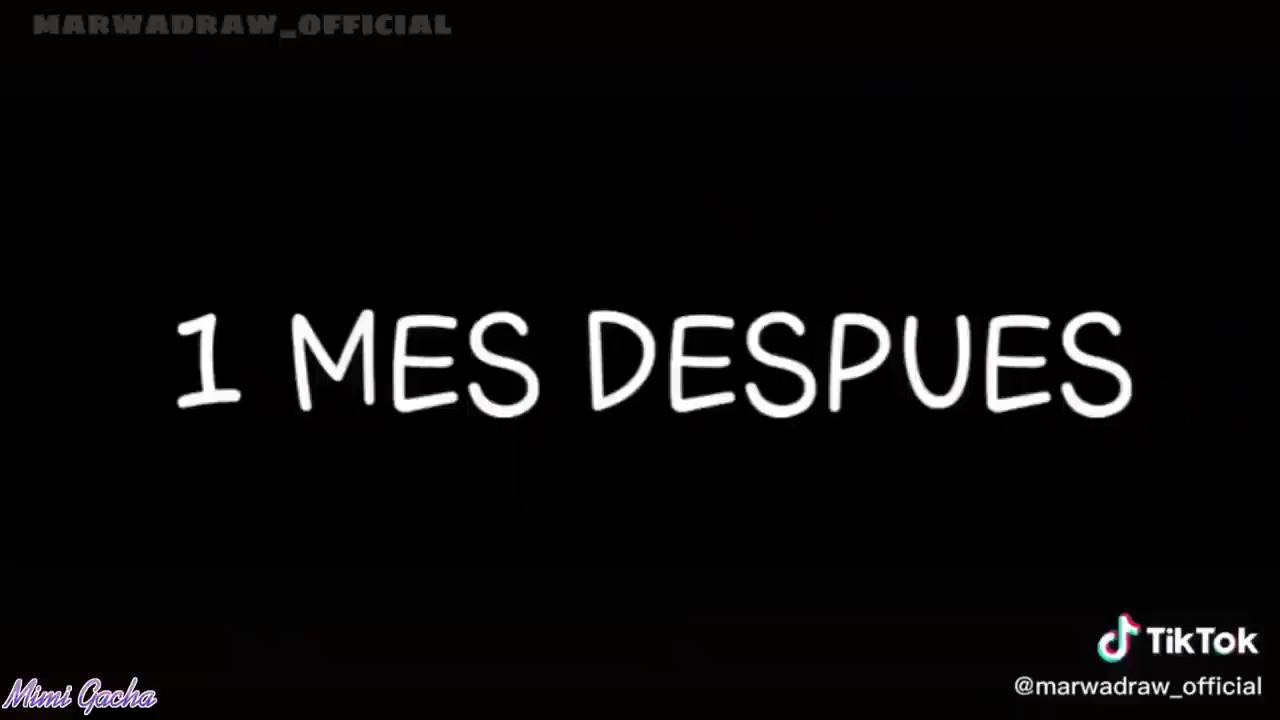 MARWADRAW_OFFICIAL
1 MES DESPUES
TikTok
@marwadraw_official
Mimi Gacha